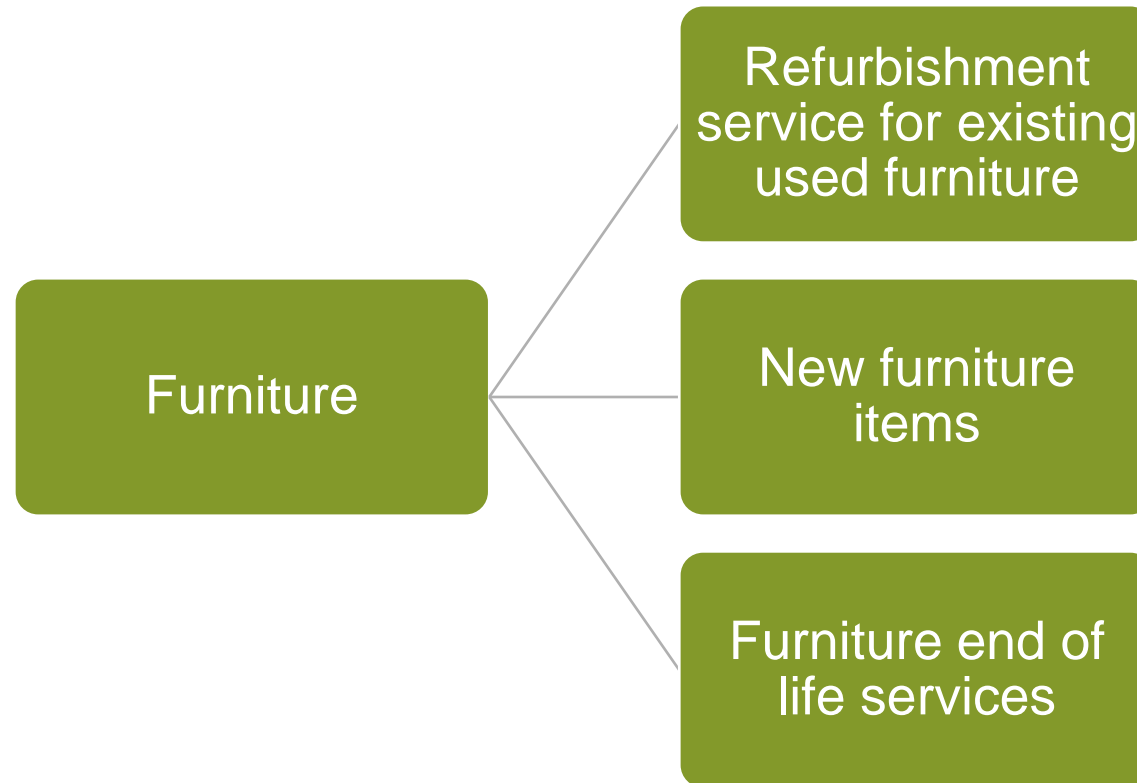 Refurbishment
service for existing
used furniture
Furniture
New furniture
items
Furniture end of
life services